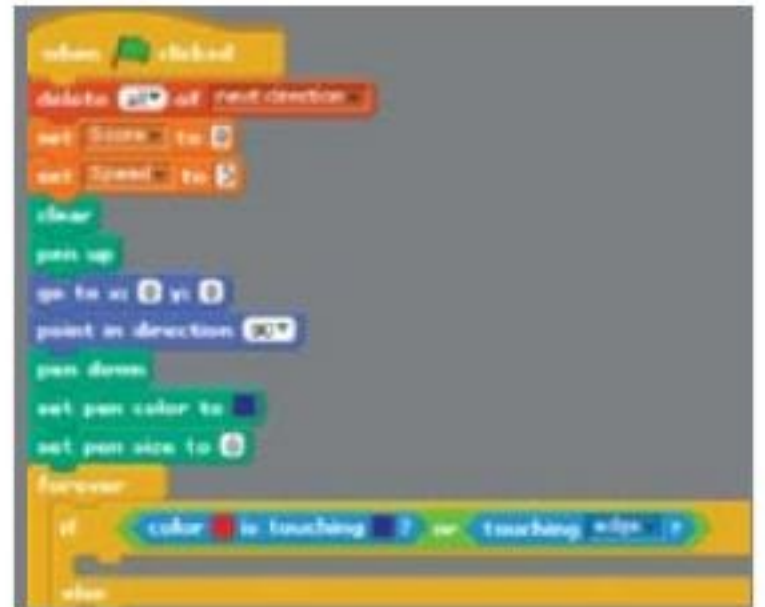 when clicked
delete all of next direction
set Score to 0
set Speed to
clear
pen up
go to x: 0 y: 0
point in direction 90
pen down
set pen color to
set pen size to
forever
if color is touching ? or touching edge ?
else